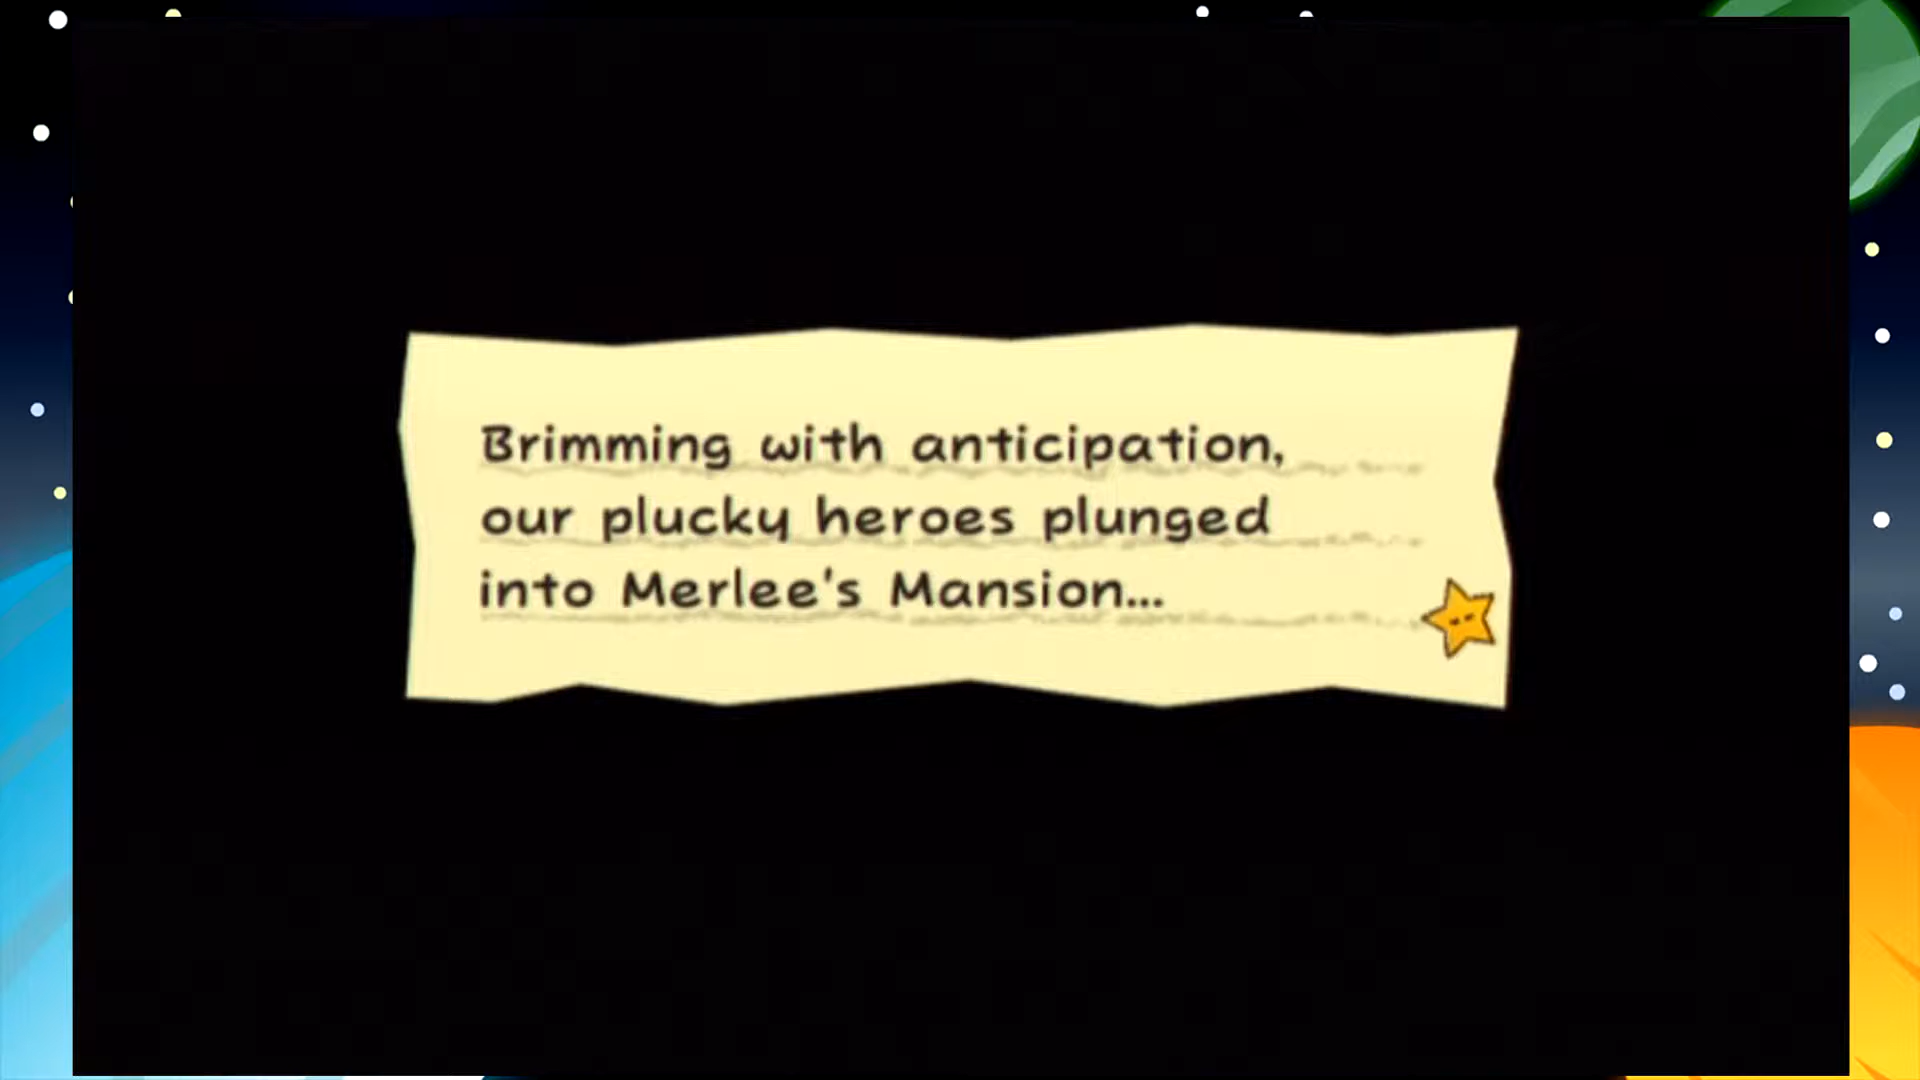 Brimming with anticipation,
our plucky heroes plunged
into Merlee's Mansion...